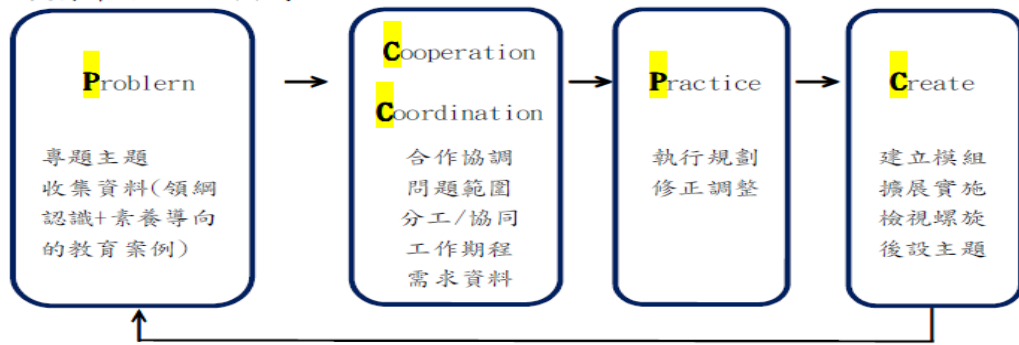 Problern
專題主題
收集資料(領綱
認識+素養導向
的教育案例)
Cooperation
Coordination
合作協調
問題範圍
分工/協同
工作期程
需求資料
Practice
執行規劃
修正調整
Create
建立模組
擴展實施
檢視螺旋
後設主題